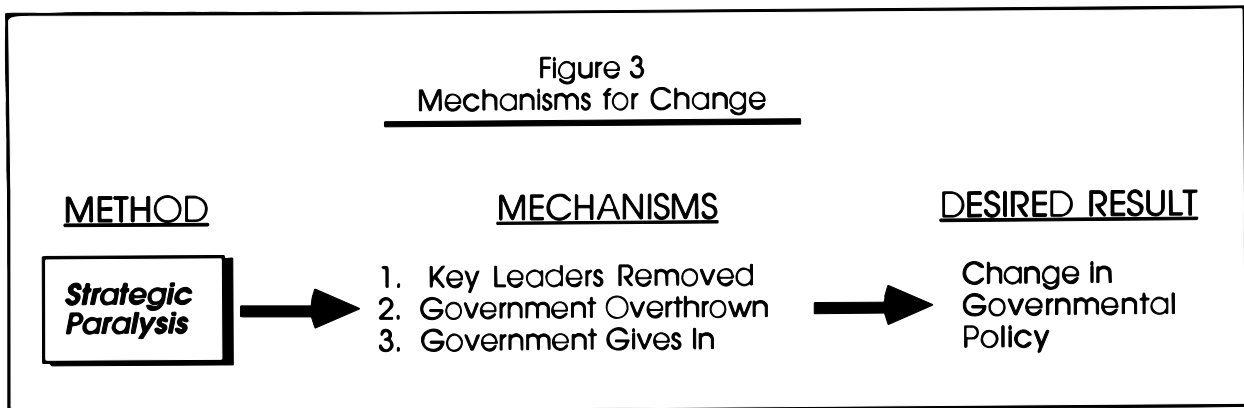 Figure 3
Mechanisms for Change
METHOD
MECHANISMS
DESIRED RESULT
Strategic
Paralysis
1. Key Leaders Removed
2. Government Overthrown
3. Government Gives In
Change in
Governmental
Policy